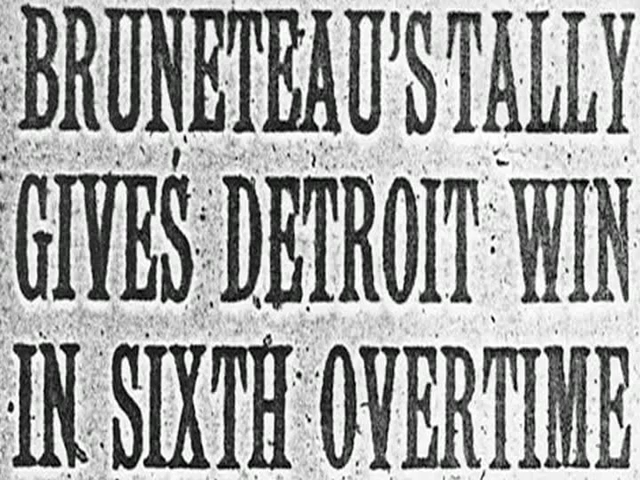 BRUNETEAU'S TALLY
GIVES DETROIT WIN
IN SIXTH OVERTIME